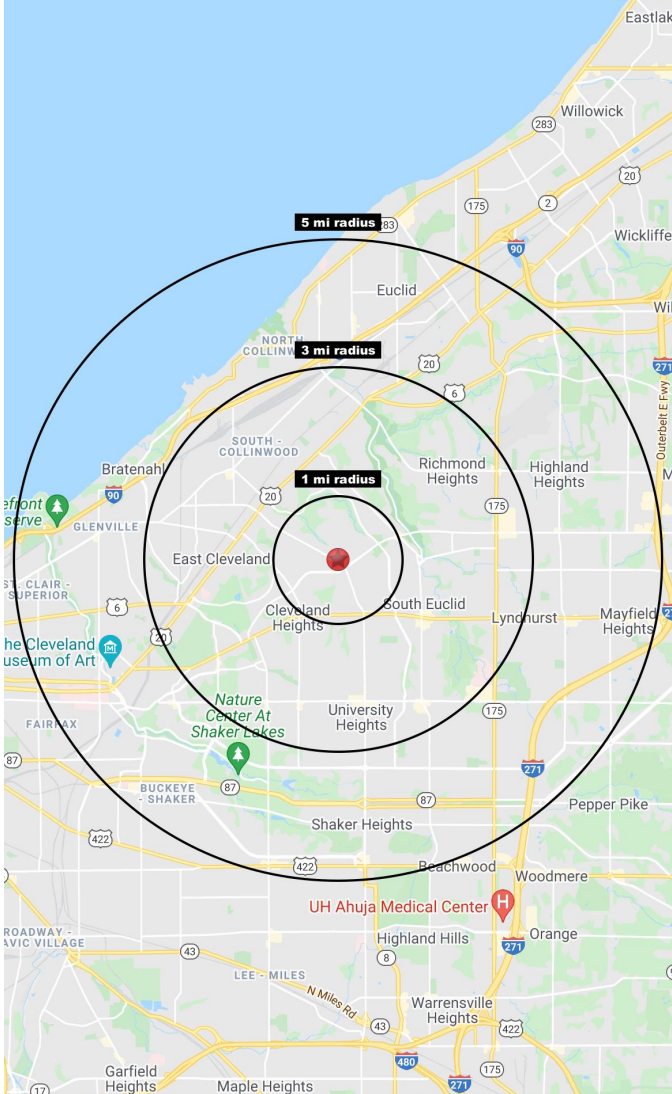 Eastlak
Willowick
283
20
175
2
5 mi radius
83
Wickliffe
90
Euclid
Wil
NORTH
COLLINW
3 mi radius
20
271
6
Outerbelt E Fwy
SOUTH -
COLLINWOOD
Bratenahl
Richmond
Heights
Highland
Heights
M
1 mi radius
90
20
175
efront
serve
GLENVILLE
East Cleveland
ST. CLAIR -
SUPERIOR
6
Cleveland
Heights
South Euclid
Lyndhurst
Mayfield
Heights
27
20
he Cleveland
useum of Art
Nature
Center At
Shaker Lakes
University
Heights
175
FAIRFAX
87
271
87
BUCKEYE
- SHAKER
87
Pepper Pike
Shaker Heights
422
422
Beachwood
Woodmere
UH Ahuja Medical Center
H
ROADWAY -
AVIC VILLAGE
Highland Hills
Orange
271
43
8
LEE - MILES
N Miles Rd
Warrensville
Heights
43
422
480
175
Garfield
Heights
271
17
Maple Heights